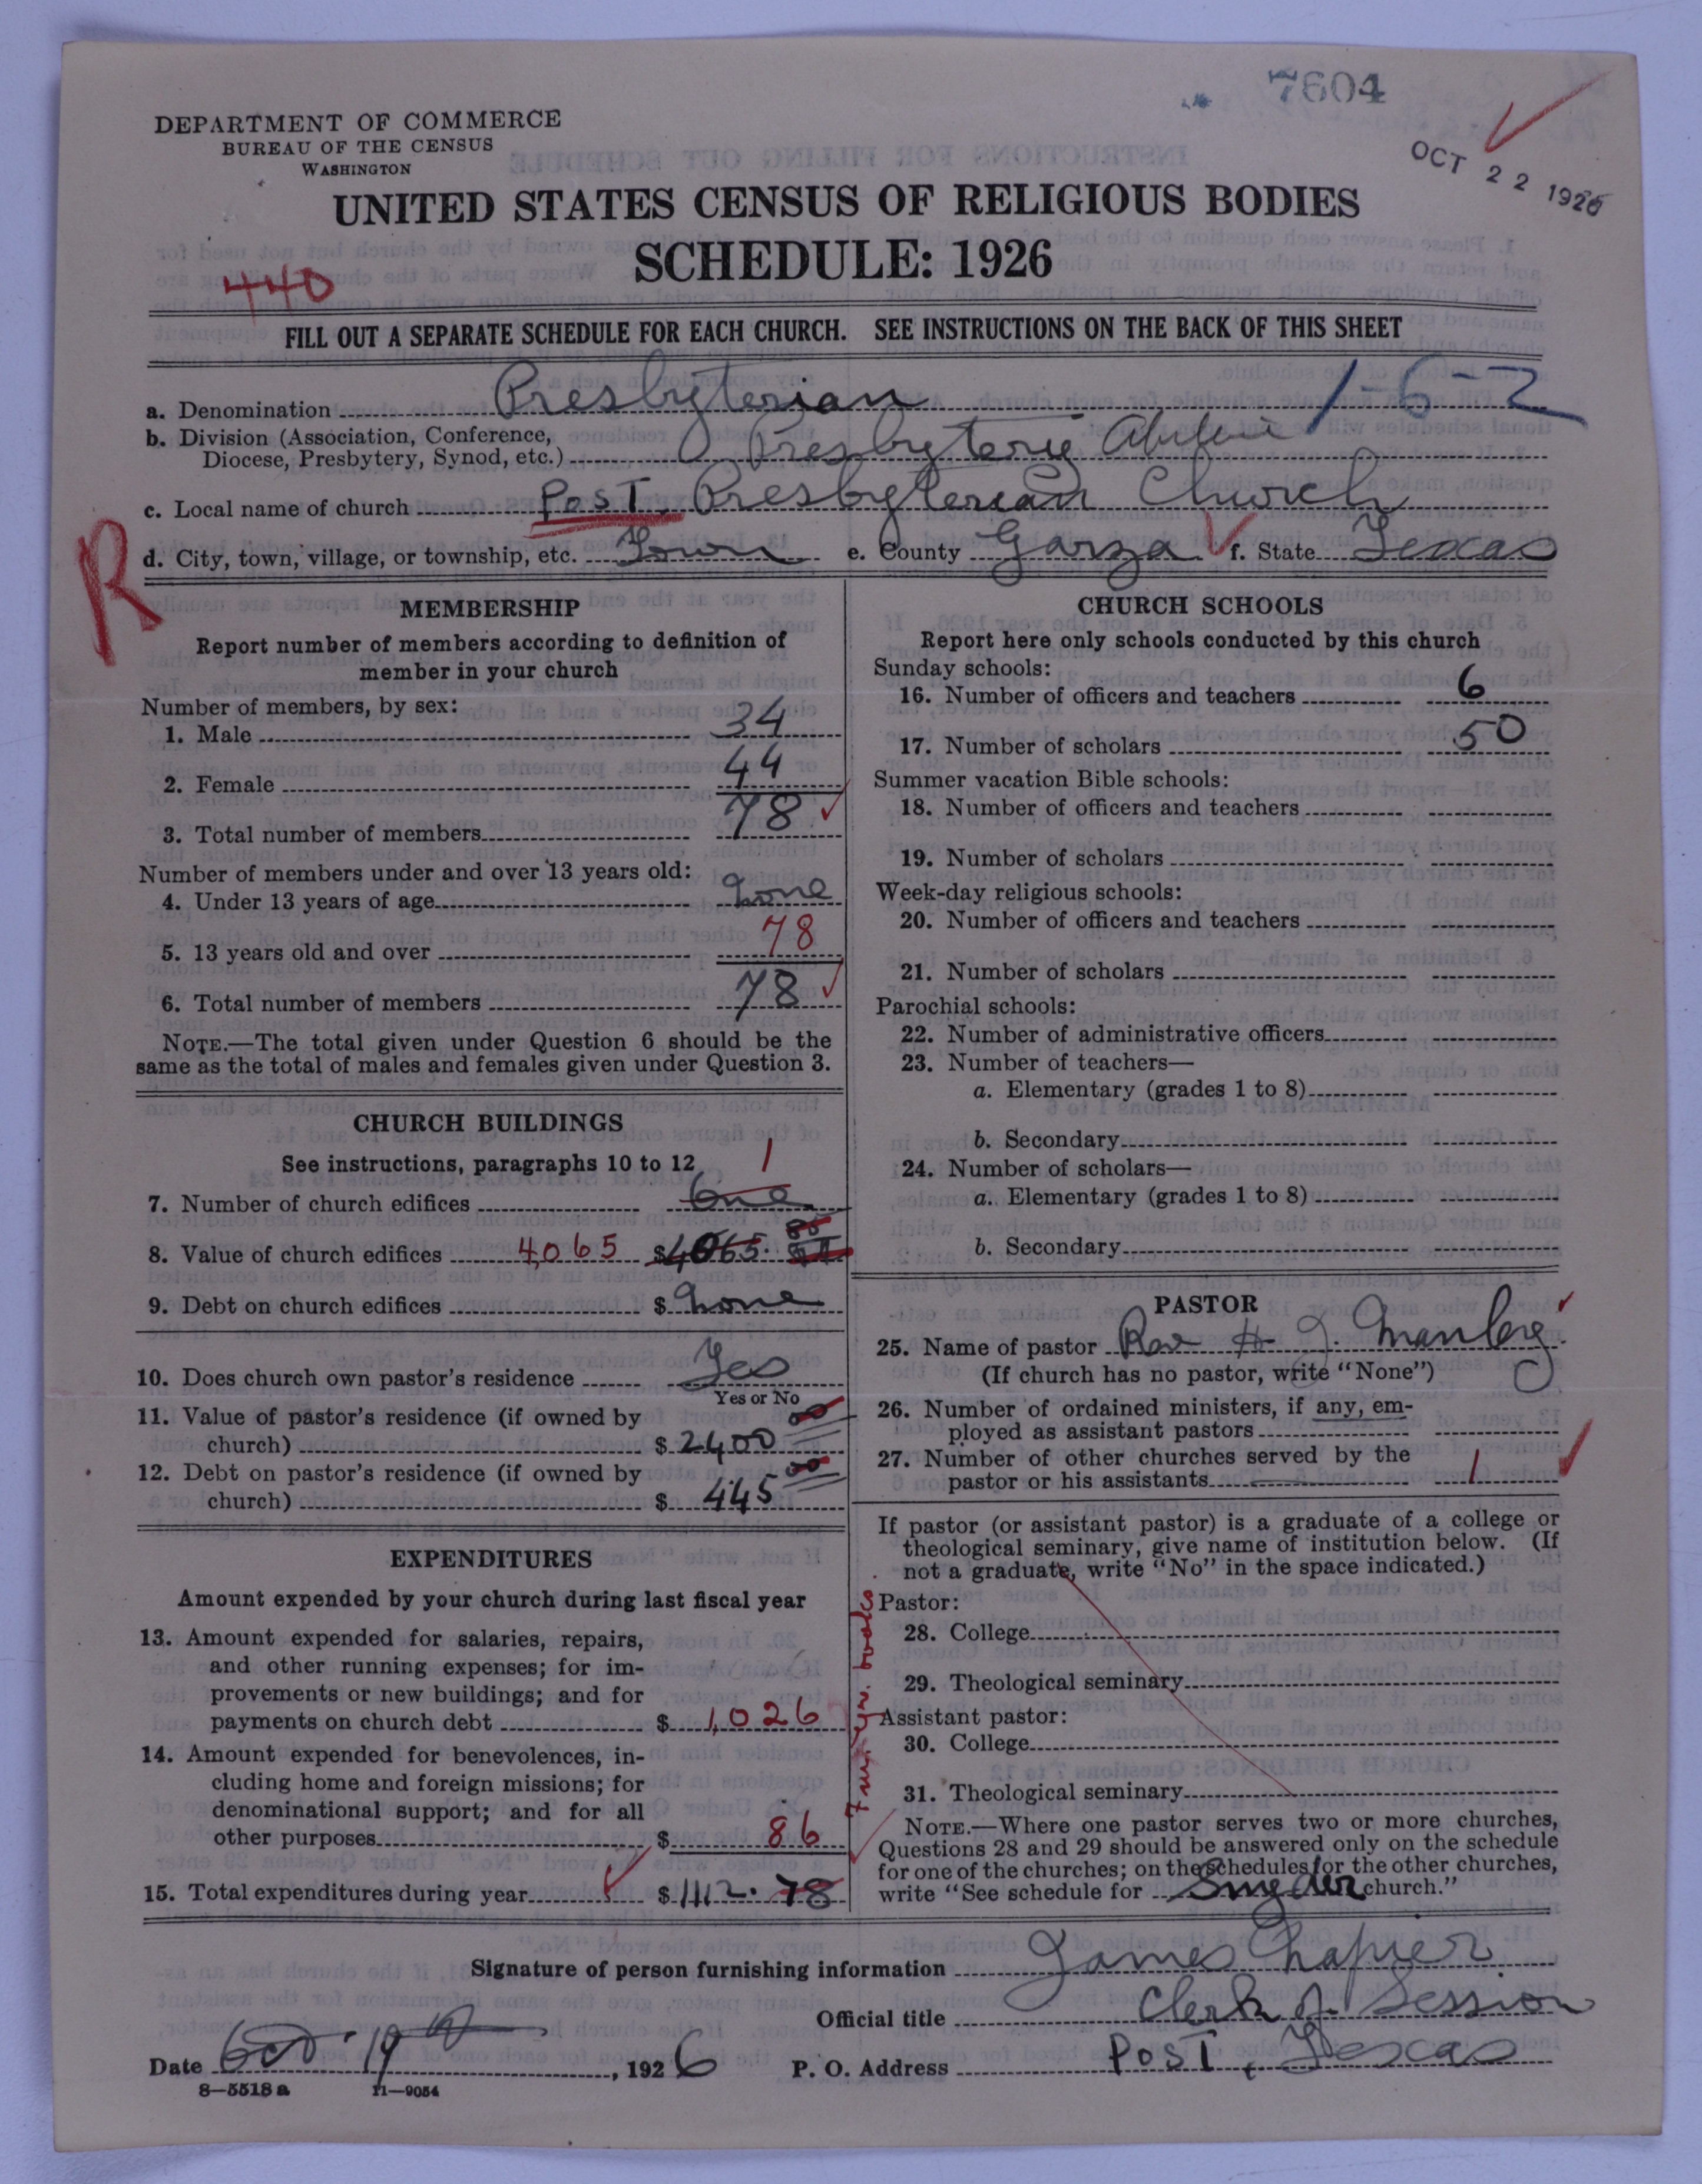 7604
OCT 22 1926
DEPARTMENT OF COMMERCE
BUREAU OF THE CENSUS
WASHINGTON
UNITED STATES CENSUS OF RELIGIOUS BODIES
SCHEDULE: 1926
440
FILL OUT A SEPARATE SCHEDULE FOR EACH CHURCH. SEE INSTRUCTIONS ON THE BACK OF THIS SHEET
a. Denomination Presbyterian 1-6-2
b. Division (Association, Conference,
Diocese, Presbytery, Synod, etc.) Presbyterie Abilene
c. Local name of church Post Presbyterian Church
R
d. City, town, village, or township, etc. Town e. County Garza f. State Texas
MEMBERSHIP
Report number of members according to definition of
member in your church
Number of members, by sex:
1. Male 34
2. Female 44
3. Total number of members 78
Number of members under and over 13 years old:
4. Under 13 years of age none
5. 13 years old and over 78
6. Total number of members 78
NOTE.—The total given under Question 6 should be the
same as the total of males and females given under Question 3.
CHURCH BUILDINGS
See instructions, paragraphs 10 to 12
1
7. Number of church edifices One
8. Value of church edifices 4,065 $4065.
9. Debt on church edifices $ none
10. Does church own pastor's residence Yes
Yes or No
11. Value of pastor's residence (if owned by
church) $ 2400 00
12. Debt on pastor's residence (if owned by
church) $ 445 00
EXPENDITURES
Amount expended by your church during last fiscal year
13. Amount expended for salaries, repairs,
and other running expenses; for im-
provements or new buildings; and for
payments on church debt $ 1,026
14. Amount expended for benevolences, in-
cluding home and foreign missions; for
denominational support; and for all
other purposes $ 86
15. Total expenditures during year $ 1112.78
CHURCH SCHOOLS
Report here only schools conducted by this church
Sunday schools:
16. Number of officers and teachers 6
17. Number of scholars 50
Summer vacation Bible schools:
18. Number of officers and teachers
19. Number of scholars
Week-day religious schools:
20. Number of officers and teachers
21. Number of scholars
Parochial schools:
22. Number of administrative officers
23. Number of teachers—
a. Elementary (grades 1 to 8)
b. Secondary
24. Number of scholars—
a. Elementary (grades 1 to 8)
b. Secondary
PASTOR
25. Name of pastor Rev H J. Manley
(If church has no pastor, write "None")
26. Number of ordained ministers, if any, em-
ployed as assistant pastors
27. Number of other churches served by the
pastor or his assistants 1
If pastor (or assistant pastor) is a graduate of a college or
theological seminary, give name of institution below. (If
not a graduate, write "No" in the space indicated.)
Pastor:
28. College
29. Theological seminary
Assistant pastor:
30. College
31. Theological seminary
NOTE.—Where one pastor serves two or more churches,
Questions 28 and 29 should be answered only on the schedule
for one of the churches; on the schedules for the other churches,
write "See schedule for Snyder church."
Signature of person furnishing information James
Official title Clerk of Session
Date Oct. 19, 1926 P. O. Address Post, Texas
8—5518 a 11—9054